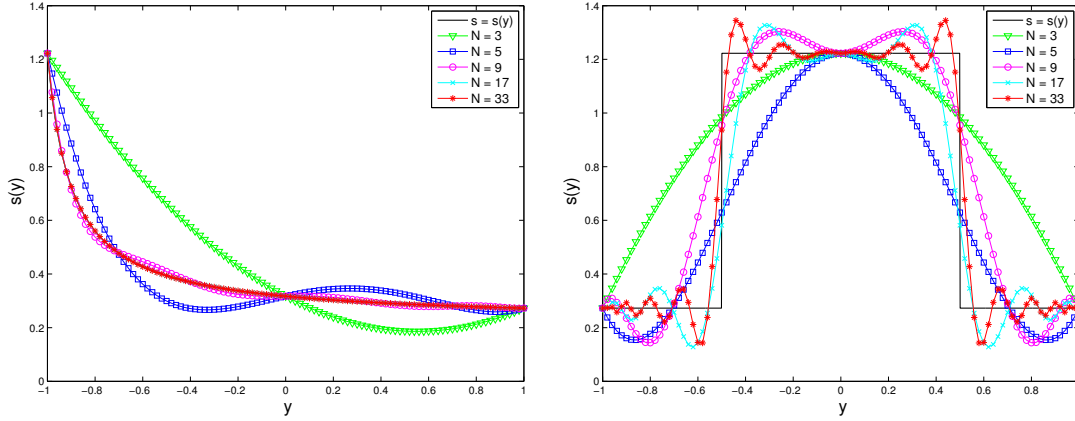 1.4
1.2
1
0.8
0.6
0.4
0.2
0
s(y)
−1
−0.8
−0.6
−0.4
−0.2
0
0.2
0.4
0.6
0.8
1
y
s = s(y)
N = 3
N = 5
N = 9
N = 17
N = 33
1.4
1.2
1
0.8
0.6
0.4
0.2
0
s(y)
−1
−0.8
−0.6
−0.4
−0.2
0
0.2
0.4
0.6
0.8
y
s = s(y)
N = 3
N = 5
N = 9
N = 17
N = 33